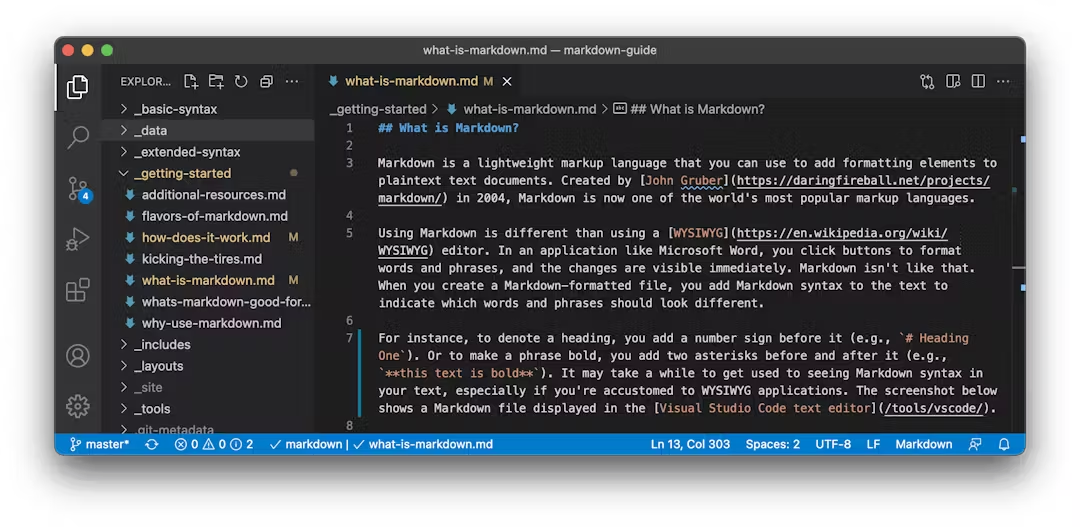 what-is-markdown.md — markdown-guide
EXPLOR...
_basic-syntax
_data
_extended-syntax
_getting-started
additional-resources.md
flavors-of-markdown.md
how-does-it-work.md M
kicking-the-tires.md
what-is-markdown.md M
whats-markdown-good-for...
why-use-markdown.md
_includes
_layouts
_site
_tools
.git-metadata
4
what-is-markdown.md M
_getting-started > what-is-markdown.md > abc ## What is Markdown?
1 ## What is Markdown?
2
3 Markdown is a lightweight markup language that you can use to add formatting elements to
plaintext text documents. Created by [John Gruber](https://daringfireball.net/projects/
markdown/) in 2004, Markdown is now one of the world's most popular markup languages.
4
5 Using Markdown is different than using a [WYSIWYG](https://en.wikipedia.org/wiki/
WYSIWYG) editor. In an application like Microsoft Word, you click buttons to format
words and phrases, and the changes are visible immediately. Markdown isn't like that.
When you create a Markdown-formatted file, you add Markdown syntax to the text to
indicate which words and phrases should look different.
6
7 For instance, to denote a heading, you add a number sign before it (e.g., `# Heading
One`). Or to make a phrase bold, you add two asterisks before and after it (e.g.,
`**this text is bold**`). It may take a while to get used to seeing Markdown syntax in
your text, especially if you're accustomed to WYSIWYG applications. The screenshot below
shows a Markdown file displayed in the [Visual Studio Code text editor](/tools/vscode/).
8
master* 0 0 2 markdown | what-is-markdown.md Ln 13, Col 303 Spaces: 2 UTF-8 LF Markdown